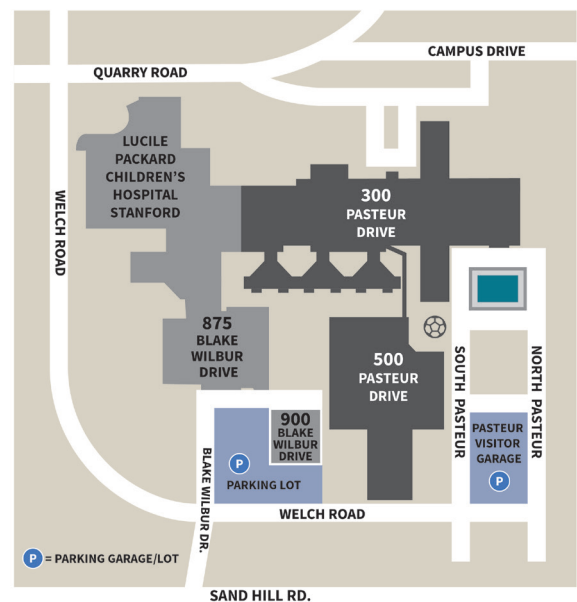 CAMPUS DRIVE
QUARRY ROAD
LUCILE
PACKARD
CHILDREN'S
HOSPITAL
STANFORD
300
PASTEUR
DRIVE
WELCH ROAD
875
BLAKE
WILBUR
DRIVE
500
PASTEUR
DRIVE
SOUTH PASTEUR
NORTH PASTEUR
900
BLAKE
WILBUR
DRIVE
PASTEUR
VISITOR
GARAGE
P
BLAKE WILBUR DR.
P
PARKING LOT
WELCH ROAD
P = PARKING GARAGE/LOT
SAND HILL RD.